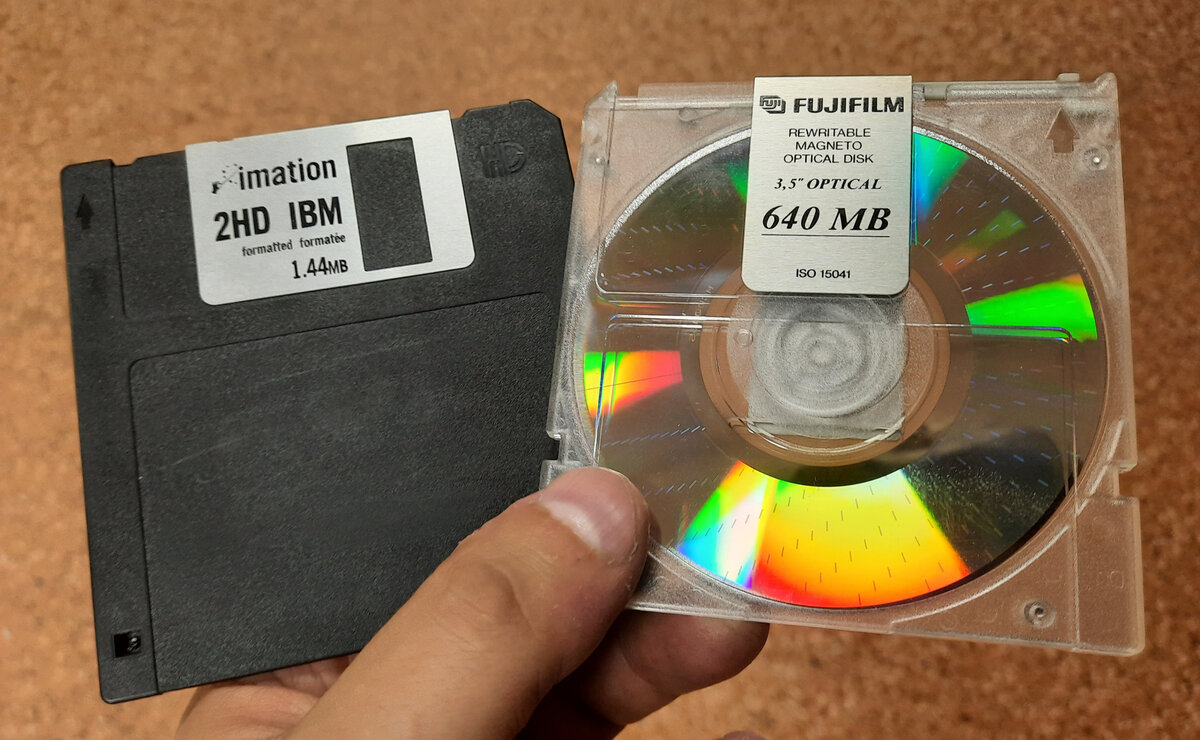 imation
2HD IBM
formatted formatée
1.44MB
HD
FUJI FUJIFILM
REWRITABLE
MAGNETO
OPTICAL DISK
3,5" OPTICAL
640 MB
ISO 15041